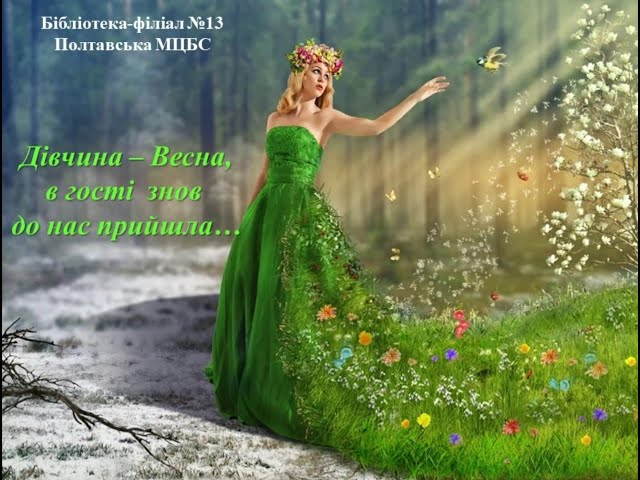 Бібліотека-філіал №13
Полтавська МЦБС
Дівчина – Весна,
в гості знов
до нас прийшла…